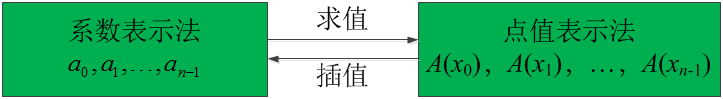 系数表示法
a₀,a₁,…,aₙ₋₁
求值
插值
点值表示法
A(x₀)，A(x₁)，…，A(xₙ₋₁)